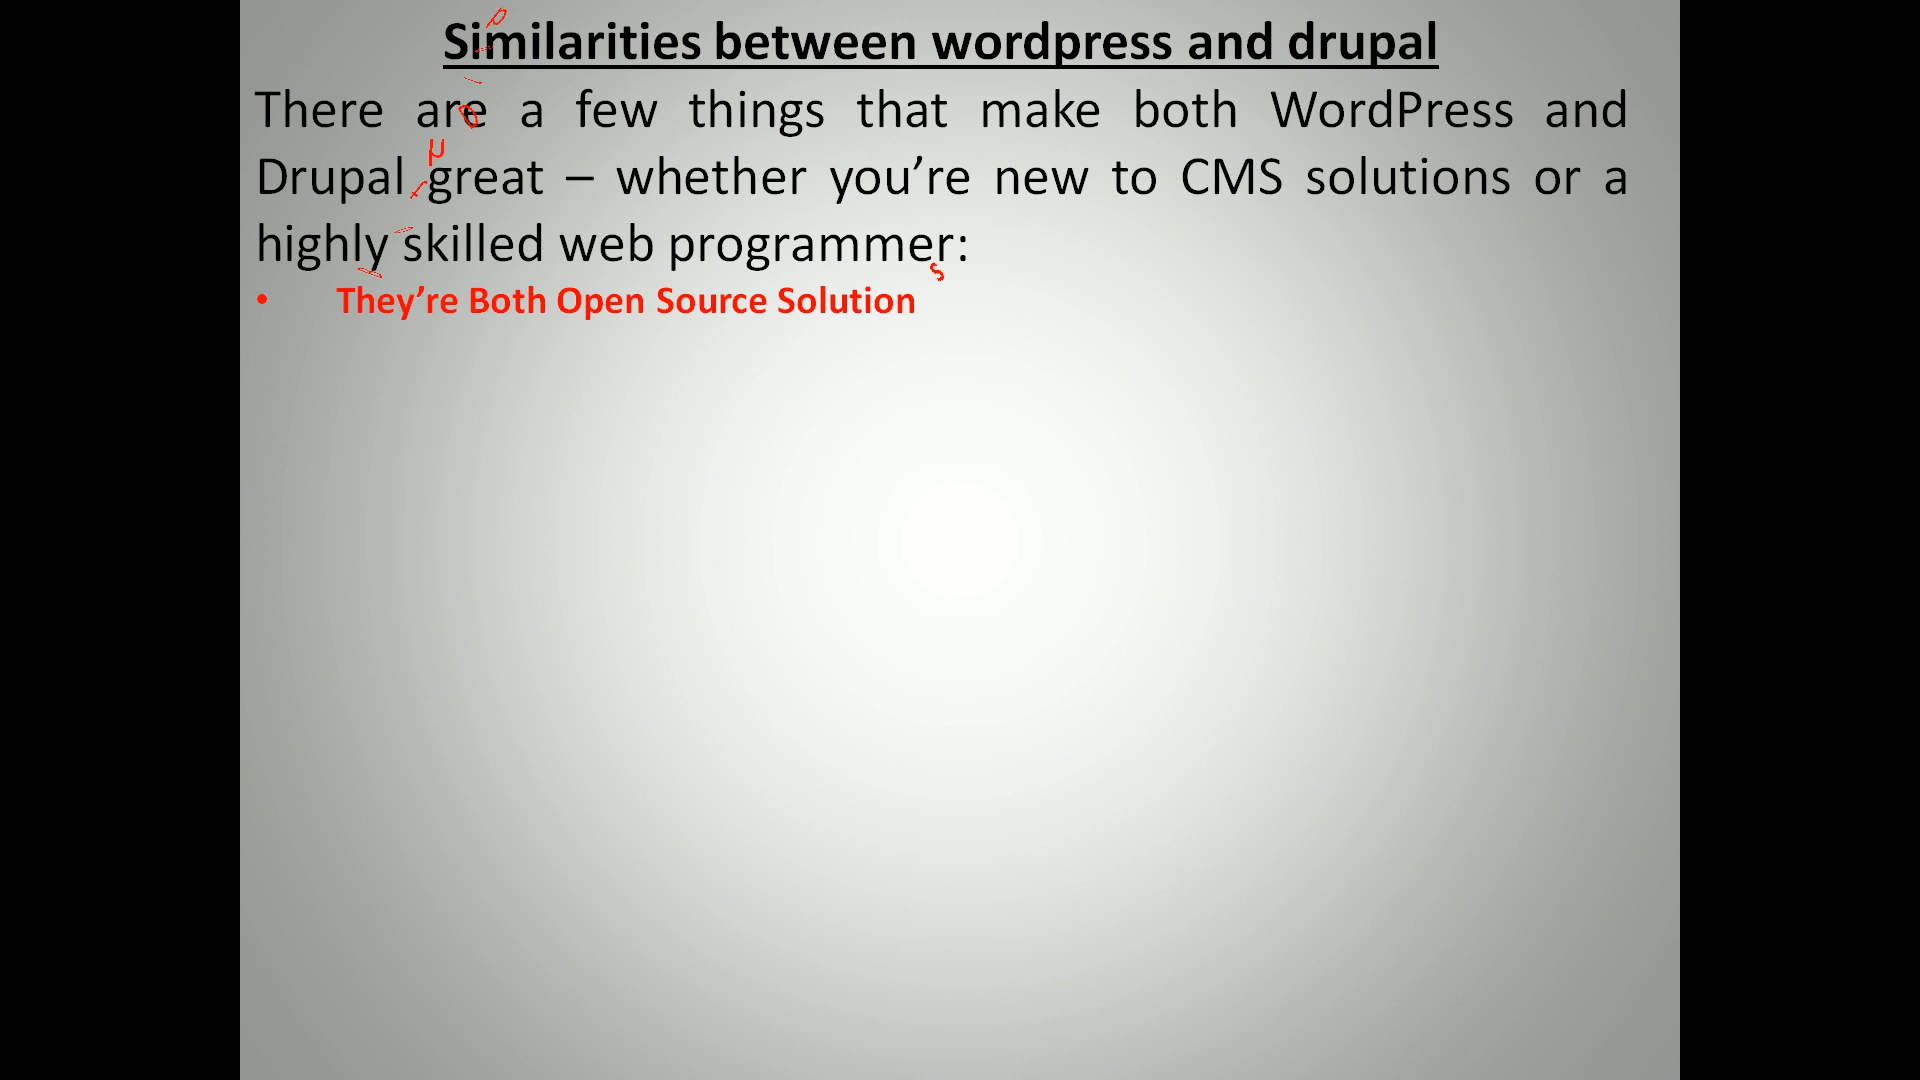 Similarities between wordpress and drupal
There are a few things that make both WordPress and
Drupal great – whether you’re new to CMS solutions or a
highly skilled web programmer:
• They’re Both Open Source Solution